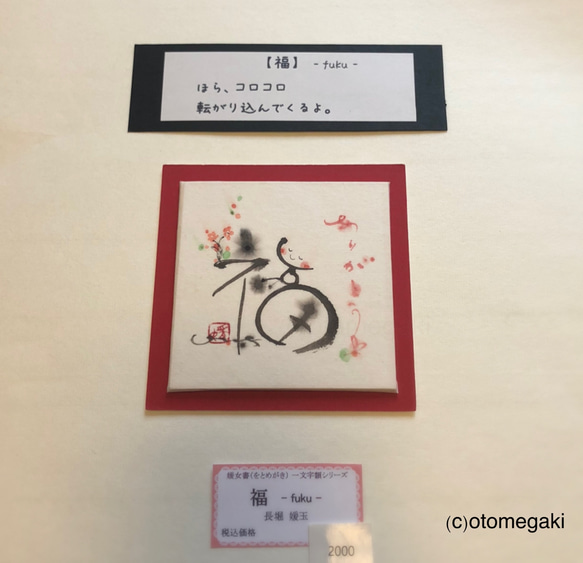 【福】 -fuku-
ほら、コロコロ
転がり込んでくるよ。
福
ありがとう
媛女書(をとめがき)一文字額シリーズ
福 -fuku-
長堀 媛玉
税込価格
2000
(c)otomegaki